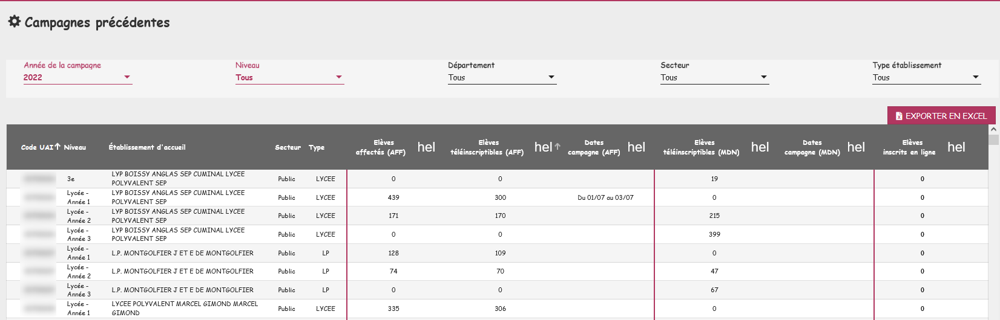 Campagnes précédentes
Année de la campagne
2022
Niveau
Tous
Département
Tous
Secteur
Tous
Type établissement
Tous
EXPORTER EN EXCEL
Code UAI Niveau Établissement d'accueil Secteur Type Elèves affectés (AFF) hel Elèves téléinscriptibles (AFF) hel Dates campagne (AFF) hel Elèves téléinscriptibles (MDN) hel Dates campagne (MDN) hel Elèves inscrits en ligne hel
3e LYP BOISSY ANGLAS SEP CUMINAL LYCEE POLYVALENT SEP Public LYCEE 0 0 19 0
Lycée - Année 1 LYP BOISSY ANGLAS SEP CUMINAL LYCEE POLYVALENT SEP Public LYCEE 439 300 Du 01/07 au 03/07 0 0
Lycée - Année 2 LYP BOISSY ANGLAS SEP CUMINAL LYCEE POLYVALENT SEP Public LYCEE 171 170 215 0
Lycée - Année 3 LYP BOISSY ANGLAS SEP CUMINAL LYCEE POLYVALENT SEP Public LYCEE 0 0 399 0
Lycée - Année 1 L.P. MONTGOLFIER J ET E DE MONTGOLFIER Public LP 128 109 0 0
Lycée - Année 2 L.P. MONTGOLFIER J ET E DE MONTGOLFIER Public LP 74 70 47 0
Lycée - Année 3 L.P. MONTGOLFIER J ET E DE MONTGOLFIER Public LP 0 0 67 0
Lycée - Année 1 LYCEE POLYVALENT MARCEL GIMOND MARCEL GIMOND Public LYCEE 335 306 0 0